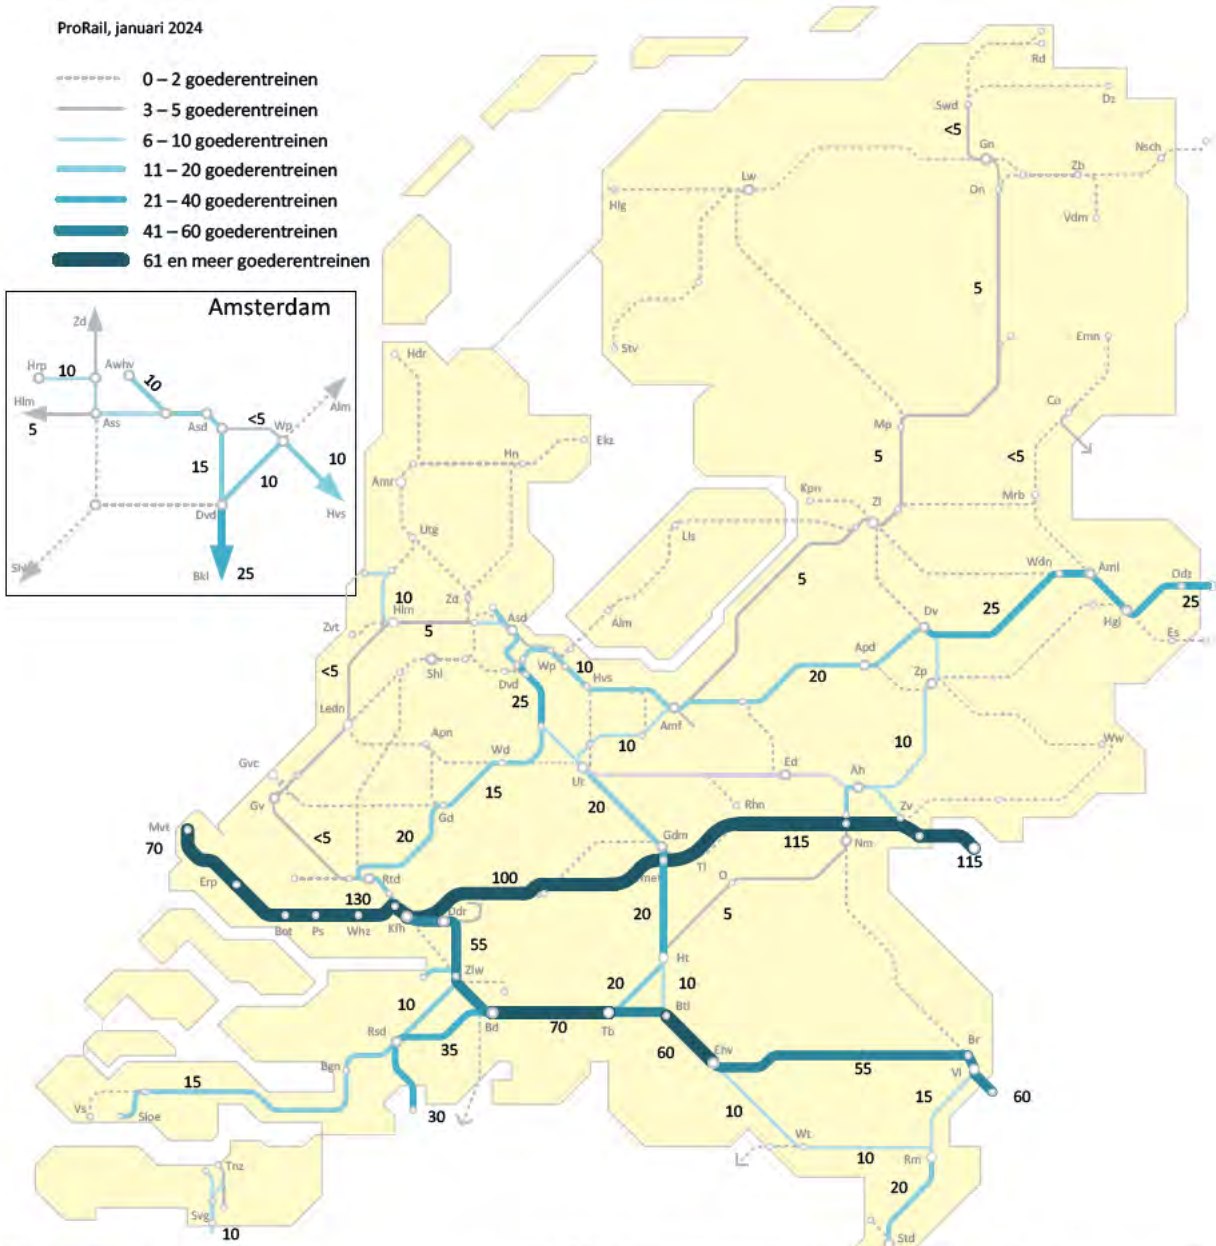 ProRail, januari 2024
0 – 2 goederentreinen
3 – 5 goederentreinen
6 – 10 goederentreinen
11 – 20 goederentreinen
21 – 40 goederentreinen
41 – 60 goederentreinen
61 en meer goederentreinen
Amsterdam
Zd
Hrp
10
Awhv
10
Hlm
5
Ass
Asd
<5
Wp
Alm
15
10
10
Hvs
Dvd
Bkl
25
Rd
Swd
Dz
<5
Gn
Nsch
Zb
Dn
Vdm
Lw
Hlg
5
Stv
Emn
Hdr
Co
Mp
Ekz
Hn
5
<5
Amr
Kpn
Zl
Mrb
Utg
Lls
5
Wdn
Aml
Odz
10
Zd
25
25
Hlm
5
Asd
Alm
Dv
Hgl
Es
Zvt
<5
Shl
Wp
10
Apd
20
Zp
Dvd
Hvs
Ledn
25
Amf
Apn
10
10
Ww
Wd
Gvc
Ut
Ed
Ah
15
20
Gv
Gd
Rhn
Zv
Mvt
70
<5
20
Gdm
115
Nm
115
Tl
Erp
Rtd
100
O
130
20
5
Bot
Ps
Whz
Kfh
Ddr
55
Ht
Zlw
20
10
10
Btl
Rsd
Bd
70
Tb
35
60
Ehv
55
Br
Vl
Bgn
15
15
60
Vs
Sloe
30
10
Wt
10
Rm
Tnz
20
Svg
10
Std